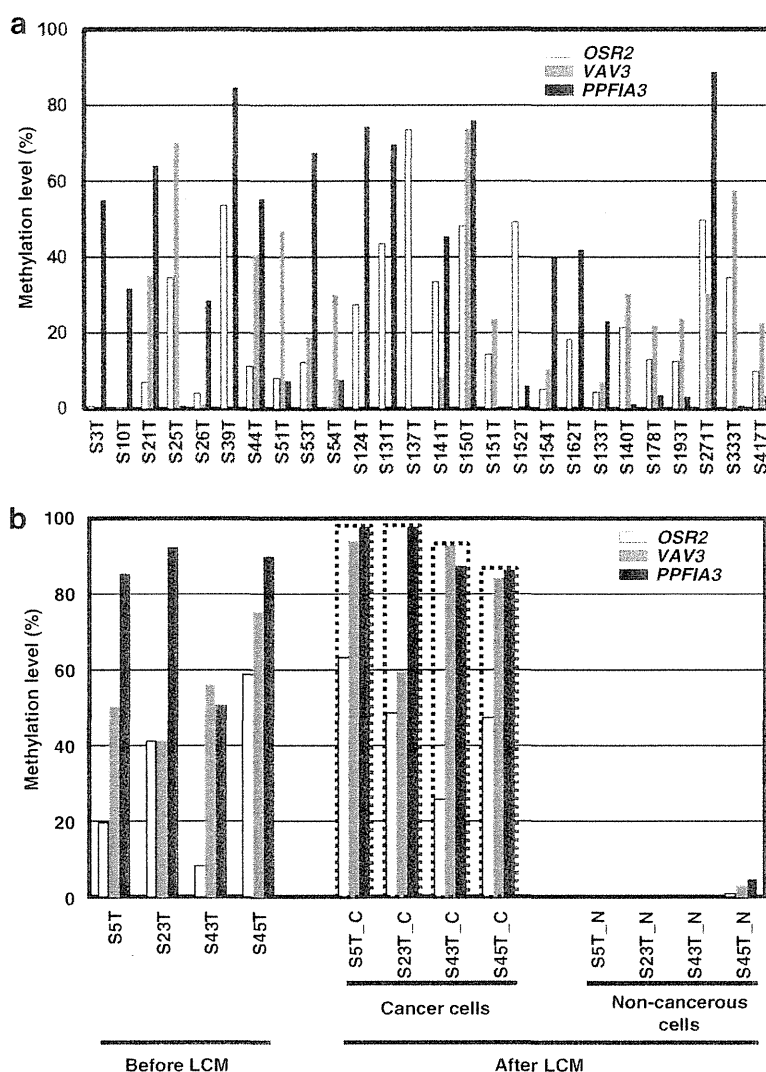 a
100
80
60
40
20
0
Methylation level (%)
OSR2
VAV3
PPFIA3
S3T
S10T
S21T
S25T
S26T
S39T
S44T
S51T
S53T
S54T
S124T
S131T
S137T
S141T
S150T
S151T
S152T
S154T
S162T
S133T
S140T
S178T
S193T
S271T
S333T
S417T
b
100
80
60
40
20
0
Methylation level (%)
OSR2
VAV3
PPFIA3
S5T
S23T
S43T
S45T
S5T_C
S23T_C
S43T_C
S45T_C
S5T_N
S23T_N
S43T_N
S45T_N
Cancer cells
Non-cancerous
cells
Before LCM
After LCM